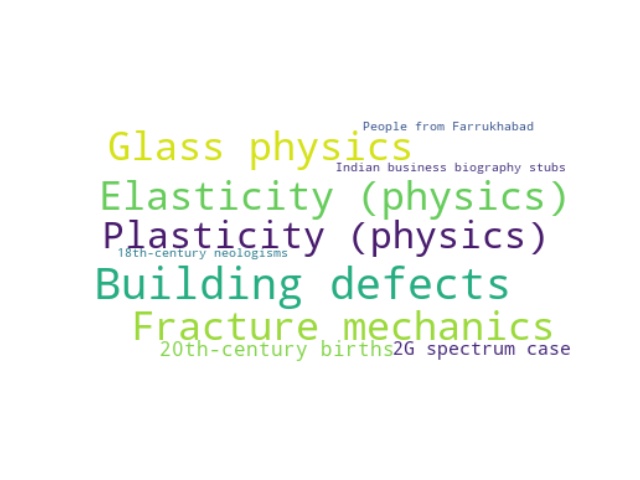 People from Farrukhabad
Glass physics
Indian business biography stubs
Elasticity (physics)
Plasticity (physics)
18th-century neologisms
Building defects
Fracture mechanics
20th-century births
2G spectrum case